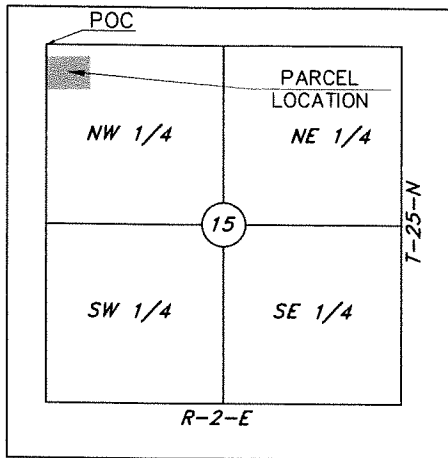 POC
PARCEL
LOCATION
NW 1/4
NE 1/4
15
T-25-N
SW 1/4
SE 1/4
R-2-E